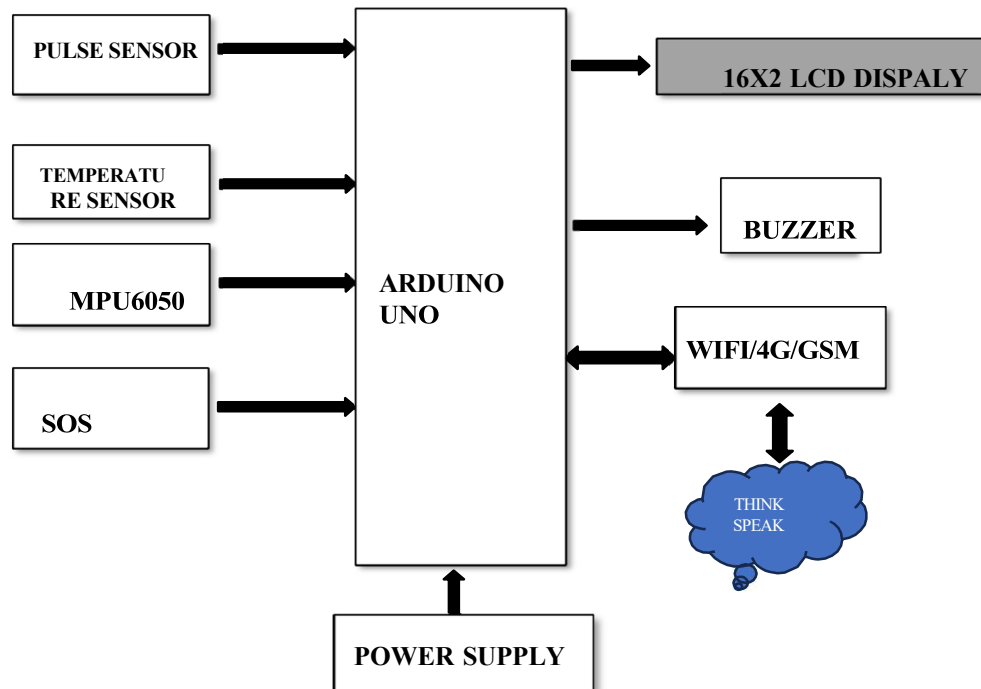 PULSE SENSOR
16X2 LCD DISPALY
TEMPERATU
RE SENSOR
BUZZER
MPU6050
ARDUINO
UNO
WIFI/4G/GSM
SOS
THINK
SPEAK
POWER SUPPLY